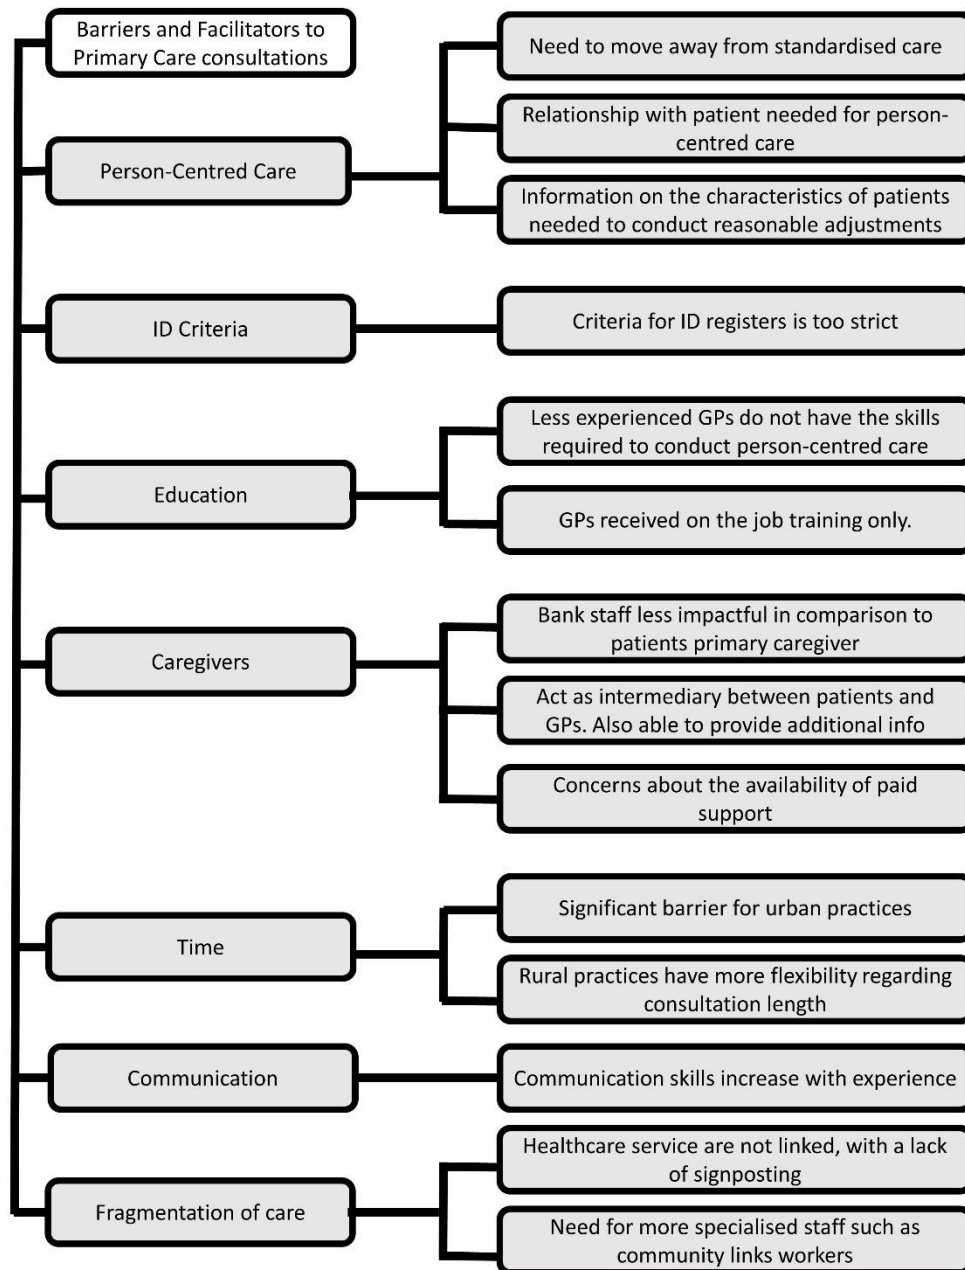 Barriers and Facilitators to
Primary Care consultations
Need to move away from standardised care
Relationship with patient needed for person-
centred care
Person-Centred Care
Information on the characteristics of patients
needed to conduct reasonable adjustments
ID Criteria
Criteria for ID registers is too strict
Less experienced GPs do not have the skills
required to conduct person-centred care
Education
GPs received on the job training only.
Bank staff less impactful in comparison to
patients primary caregiver
Caregivers
Act as intermediary between patients and
GPs. Also able to provide additional info
Concerns about the availability of paid
support
Significant barrier for urban practices
Time
Rural practices have more flexibility regarding
consultation length
Communication
Communication skills increase with experience
Healthcare service are not linked, with a lack
of signposting
Fragmentation of care
Need for more specialised staff such as
community links workers